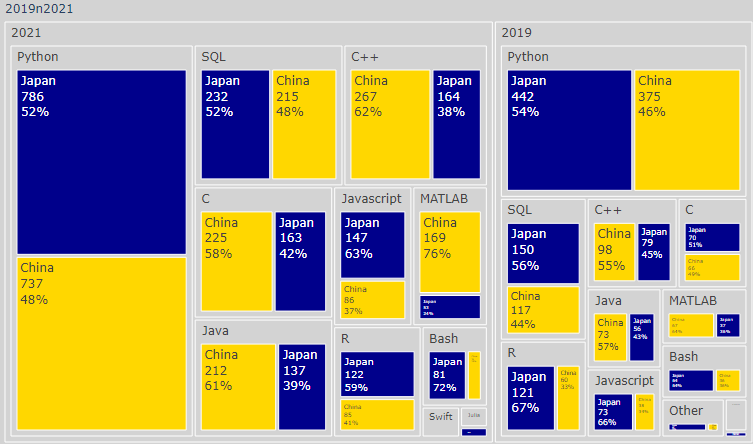 2019n2021
2021
Python
Japan
786
52%
China
737
48%
SQL
Japan
232
52%
China
215
48%
C++
China
267
62%
Japan
164
38%
C
China
225
58%
Japan
163
42%
Javascript
Japan
147
63%
China
86
37%
MATLAB
China
169
76%
Japan
53
24%
Java
China
212
61%
Japan
137
39%
R
Japan
122
59%
China
85
41%
Bash
Japan
81
72%
Swift
Julia
2019
Python
Japan
442
54%
China
375
46%
SQL
Japan
150
56%
China
117
44%
C++
China
98
55%
Japan
79
45%
C
Japan
70
51%
China
66
49%
Java
China
73
57%
Japan
56
43%
MATLAB
China
67
64%
Japan
37
36%
R
Japan
121
67%
China
60
33%
Javascript
Japan
73
66%
China
Bash
Japan
64%
China
36%
Other